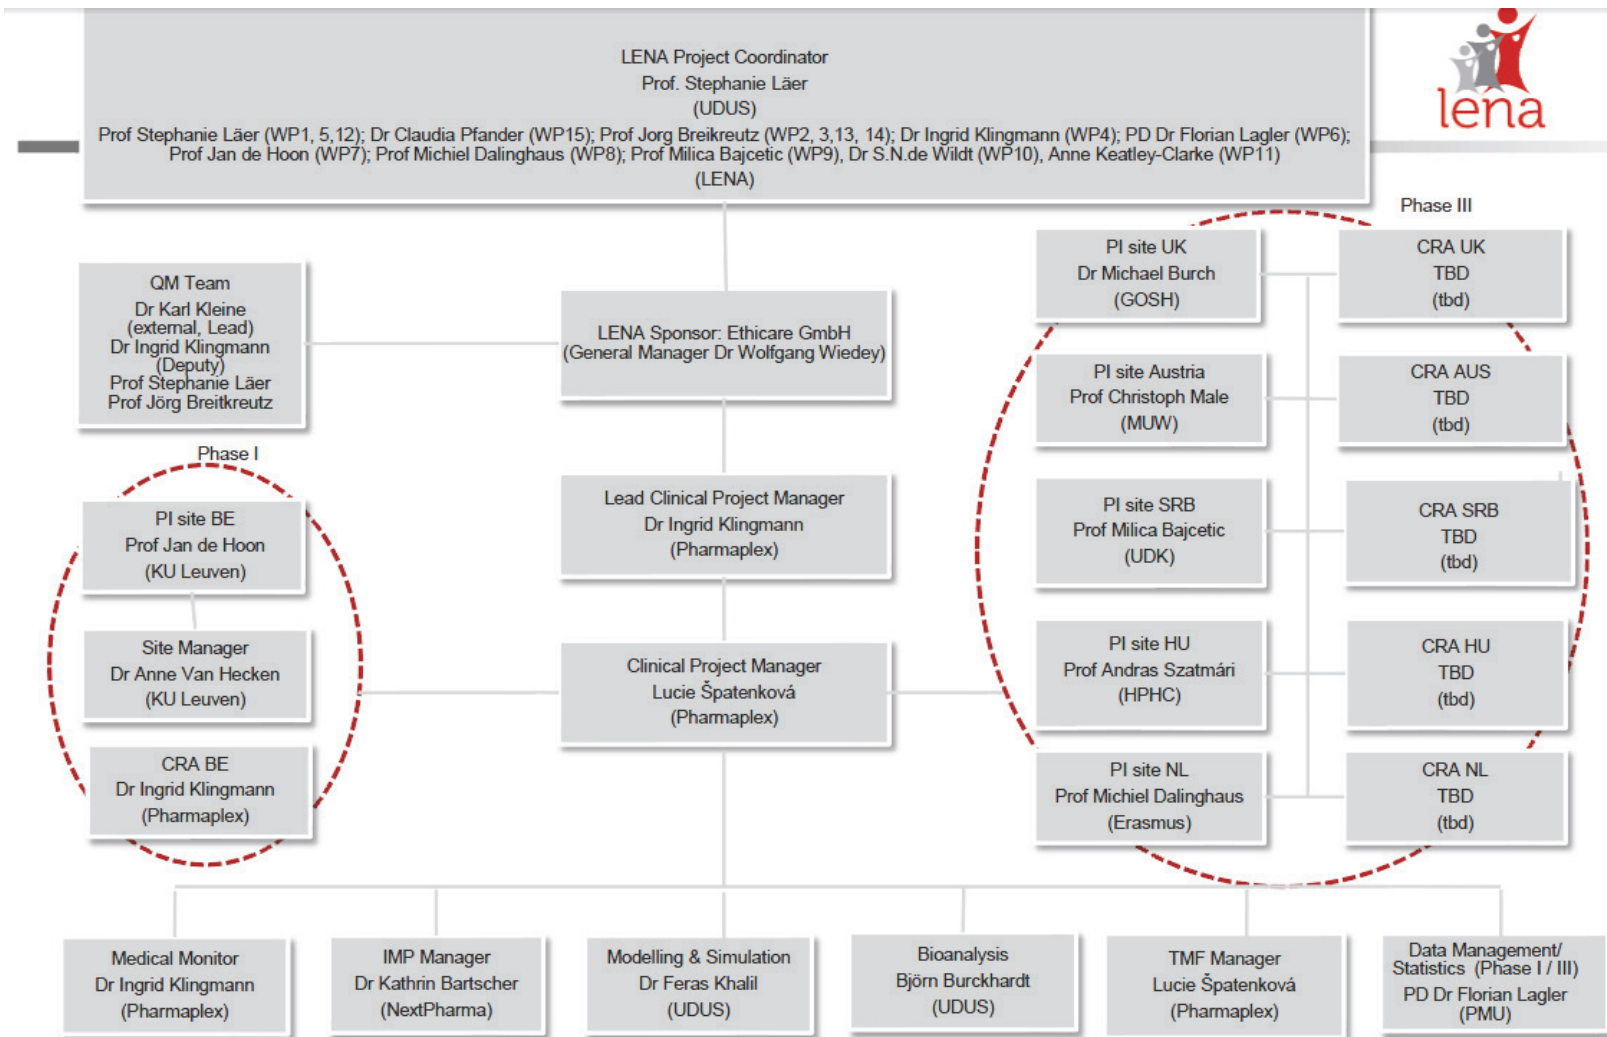 LENA Project Coordinator
Prof. Stephanie Läer
(UDUS)
Prof Stephanie Läer (WP1, 5,12); Dr Claudia Pfander (WP15); Prof Jorg Breikreutz (WP2, 3,13, 14); Dr Ingrid Klingmann (WP4); PD Dr Florian Lagler (WP6);
Prof Jan de Hoon (WP7); Prof Michiel Dalinghaus (WP8); Prof Milica Bajcetic (WP9), Dr S.N.de Wildt (WP10), Anne Keatley-Clarke (WP11)
(LENA)
lena
QM Team
Dr Karl Kleine
(external, Lead)
Dr Ingrid Klingmann
(Deputy)
Prof Stephanie Läer
Prof Jörg Breitkreutz
LENA Sponsor: Ethicare GmbH
(General Manager Dr Wolfgang Wiedey)
Phase I
PI site BE
Prof Jan de Hoon
(KU Leuven)
Site Manager
Dr Anne Van Hecken
(KU Leuven)
CRA BE
Dr Ingrid Klingmann
(Pharmaplex)
Lead Clinical Project Manager
Dr Ingrid Klingmann
(Pharmaplex)
Clinical Project Manager
Lucie Špatenková
(Pharmaplex)
Phase III
PI site UK
Dr Michael Burch
(GOSH)
CRA UK
TBD
(tbd)
PI site Austria
Prof Christoph Male
(MUW)
CRA AUS
TBD
(tbd)
PI site SRB
Prof Milica Bajcetic
(UDK)
CRA SRB
TBD
(tbd)
PI site HU
Prof Andras Szatmári
(HPHC)
CRA HU
TBD
(tbd)
PI site NL
Prof Michiel Dalinghaus
(Erasmus)
CRA NL
TBD
(tbd)
Medical Monitor
Dr Ingrid Klingmann
(Pharmaplex)
IMP Manager
Dr Kathrin Bartscher
(NextPharma)
Modelling & Simulation
Dr Feras Khalil
(UDUS)
Bioanalysis
Björn Burckhardt
(UDUS)
TMF Manager
Lucie Špatenková
(Pharmaplex)
Data Management/
Statistics (Phase I / III)
PD Dr Florian Lagler
(PMU)